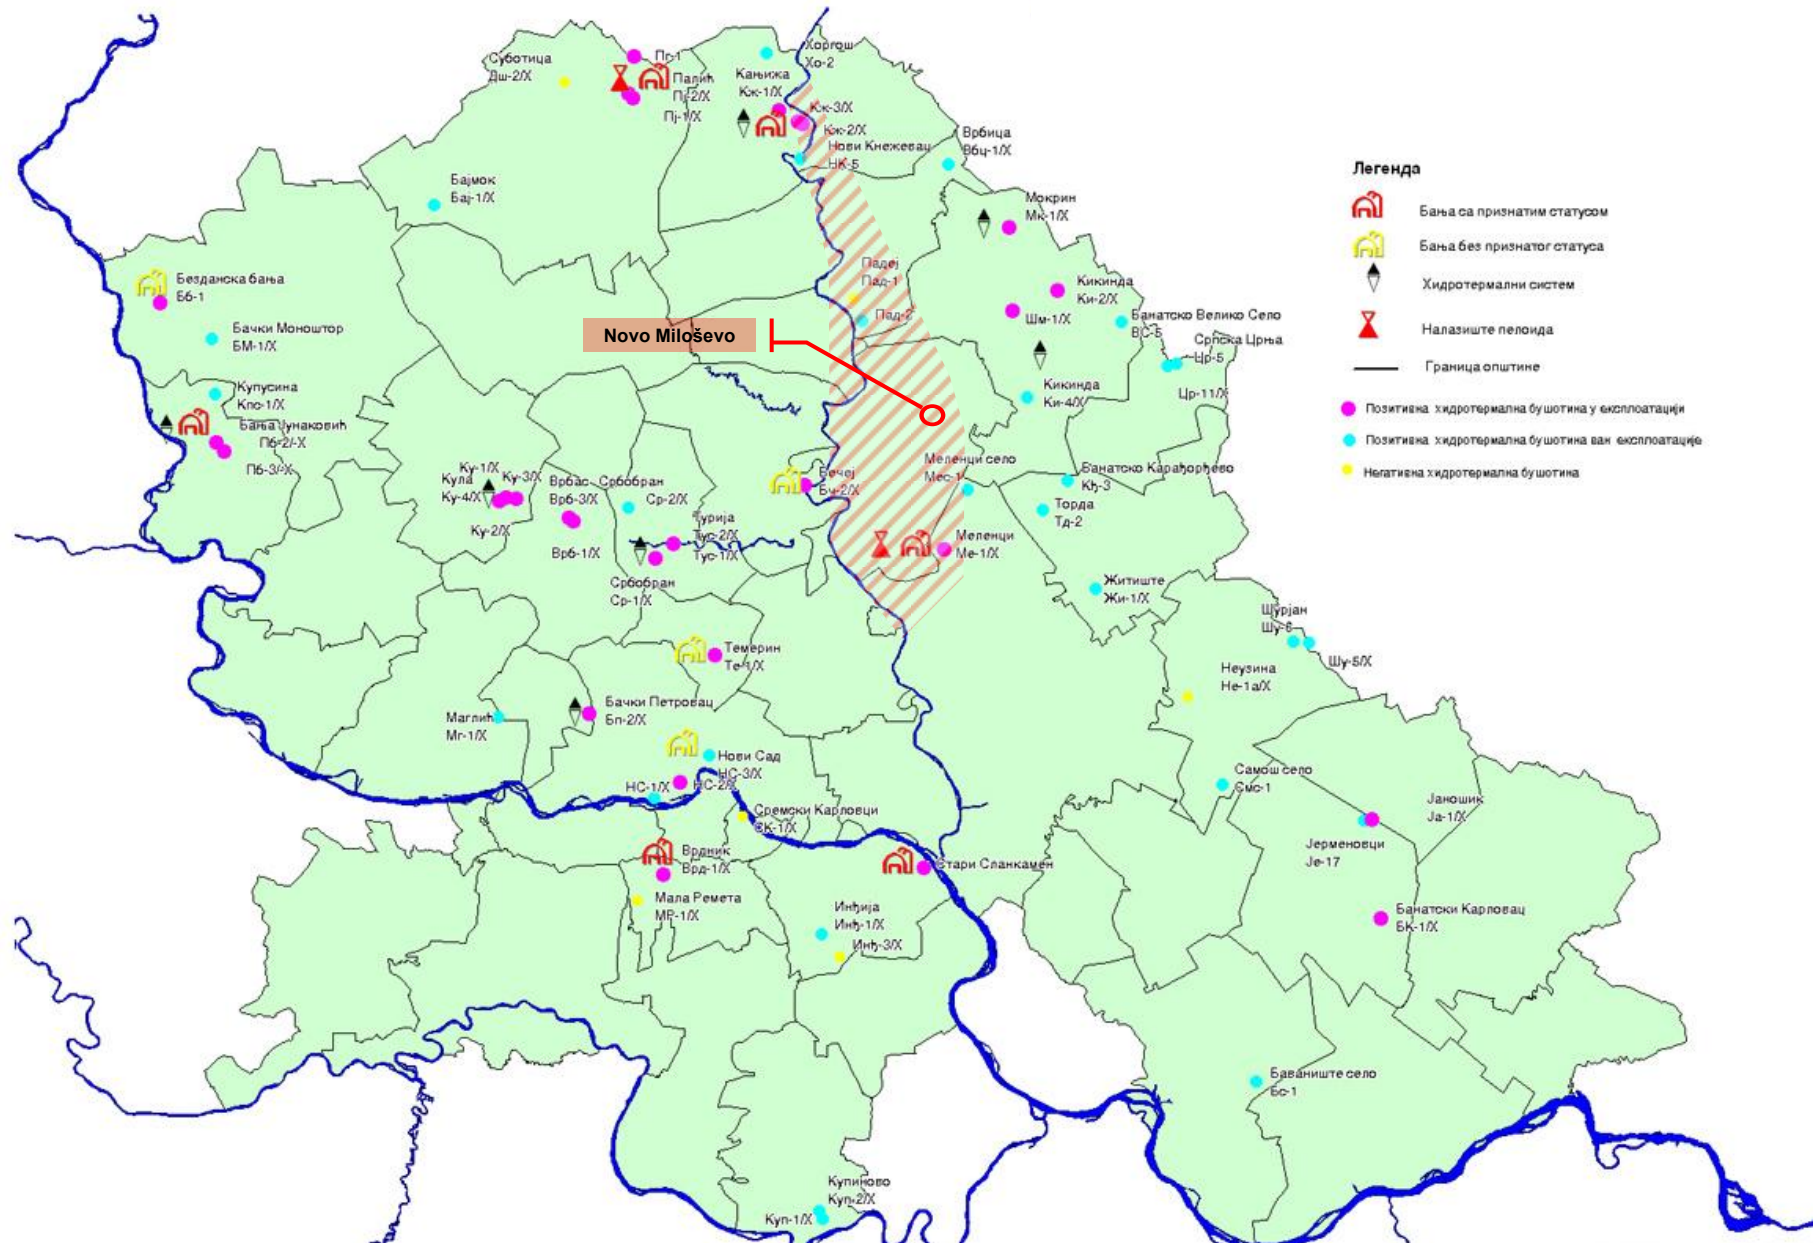 Суботица
Дш-2/X
Пг-1
Палић
Пј-2/X
Пј-1/X
Хоргош
Хо-2
Кањижа
Кж-1/X
Кж-3/X
Кж-2/X
Нови Кнежевац
НК-5
Врбица
Вбц-1/X
Бајмок
Бај-1/X
Мокрин
Мк-1/X
Безданска бања
Бб-1
Падеј
Пад-1
Пад-2
Кикинда
Ки-2/X
Шм-1/X
Банатско Велико Село
ВС-5
Српска Црња
Цр-5
Цр-11/X
Бачки Моноштор
БМ-1/X
Novo Miloševo
Купусина
Кпс-1/X
Кикинда
Ки-4/X
Бања Јунаковић
Пб-2/-X
Пб-3/-X
Ку-1/X
Кула
Ку-3/X
Ку-4/X
Ку-2/X
Врбас
Врб-3/X
Врб-1/X
Србобран
Ср-2/X
Турија
Тус-2/X
Тус-1/X
Србобран
Ср-1/X
Бечеј
Бч-2/X
Меленци село
Мес-1
Банатско Карађорђево
Кђ-3
Торда
Тд-2
Меленци
Ме-1/X
Житиште
Жи-1/X
Шурјан
Шу-6
Шу-5/X
Темерин
Те-1/X
Неузина
Не-1а/X
Маглић
Мг-1/X
Бачки Петровац
Бп-2/X
Нови Сад
НС-3/X
НС-1/X
НС-2/X
Сремски Карловци
СК-1/X
Самош село
Смс-1
Јаношик
Ја-1/X
Јерменовци
Је-17
Врдник
Врд-1/X
Стари Сланкамен
Мала Ремета
МР-1/X
Инђија
Инђ-1/X
Инђ-3/X
Банатски Карловац
БК-1/X
Баваниште село
Бс-1
Купиново
Куп-2/X
Куп-1/X
Легенда
Бања са признатим статусом
Бања без признатог статуса
Хидротермални систем
Налазиште пелоида
Граница општине
Позитивна хидротермална бушотина у експлоатацији
Позитивна хидротермална бушотина ван експлоатације
Негативна хидротермална бушотина